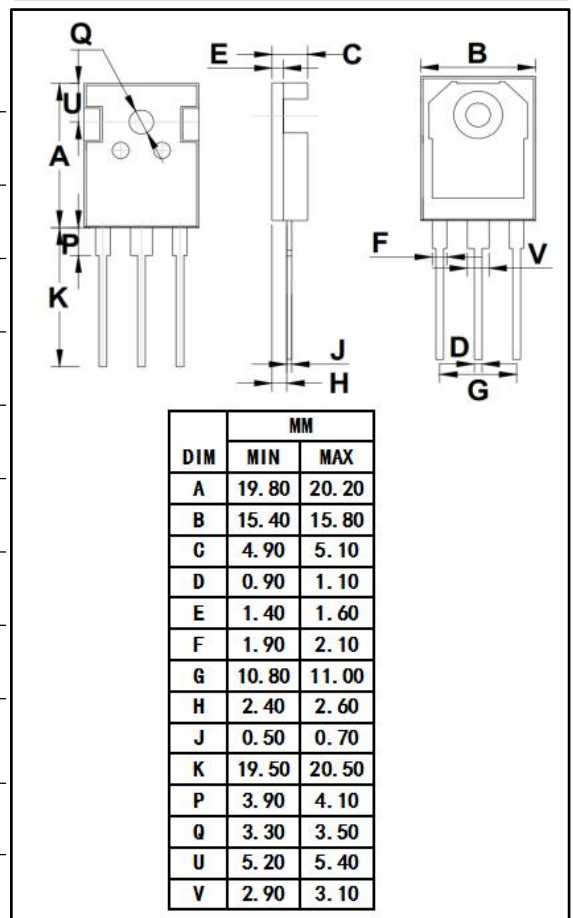 Q
E C B
U
A
P F V
K
J D
H G
MM
DIM MIN MAX
A 19.80 20.20
B 15.40 15.80
C 4.90 5.10
D 0.90 1.10
E 1.40 1.60
F 1.90 2.10
G 10.80 11.00
H 2.40 2.60
J 0.50 0.70
K 19.50 20.50
P 3.90 4.10
Q 3.30 3.50
U 5.20 5.40
V 2.90 3.10